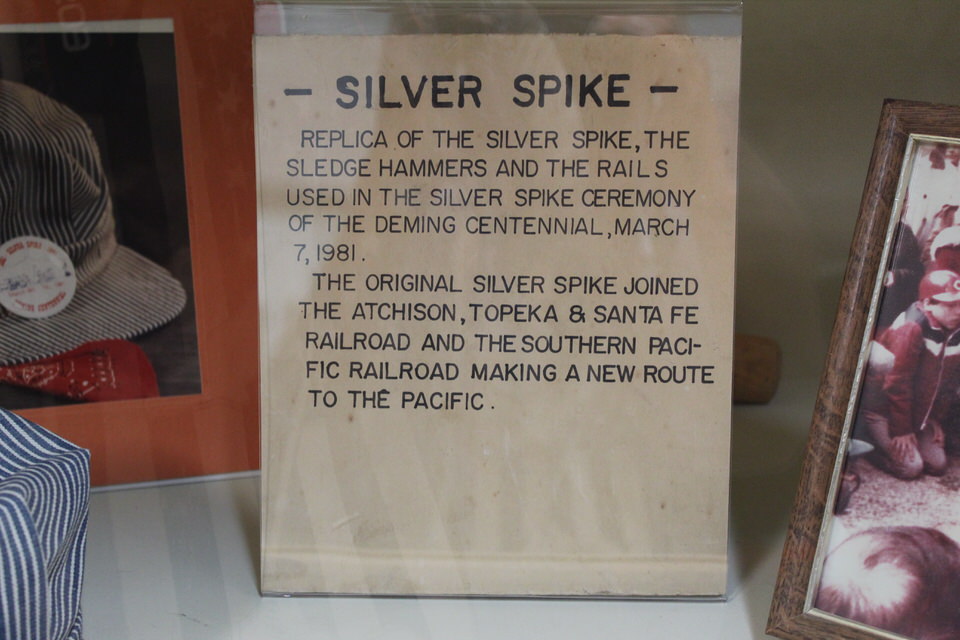 - SILVER SPIKE -
REPLICA OF THE SILVER SPIKE, THE
SLEDGE HAMMERS AND THE RAILS
USED IN THE SILVER SPIKE CEREMONY
OF THE DEMING CENTENNIAL, MARCH
7, 1981.
THE ORIGINAL SILVER SPIKE JOINED
THE ATCHISON, TOPEKA & SANTA FE
RAILROAD AND THE SOUTHERN PACI-
FIC RAILROAD MAKING A NEW ROUTE
TO THE PACIFIC.